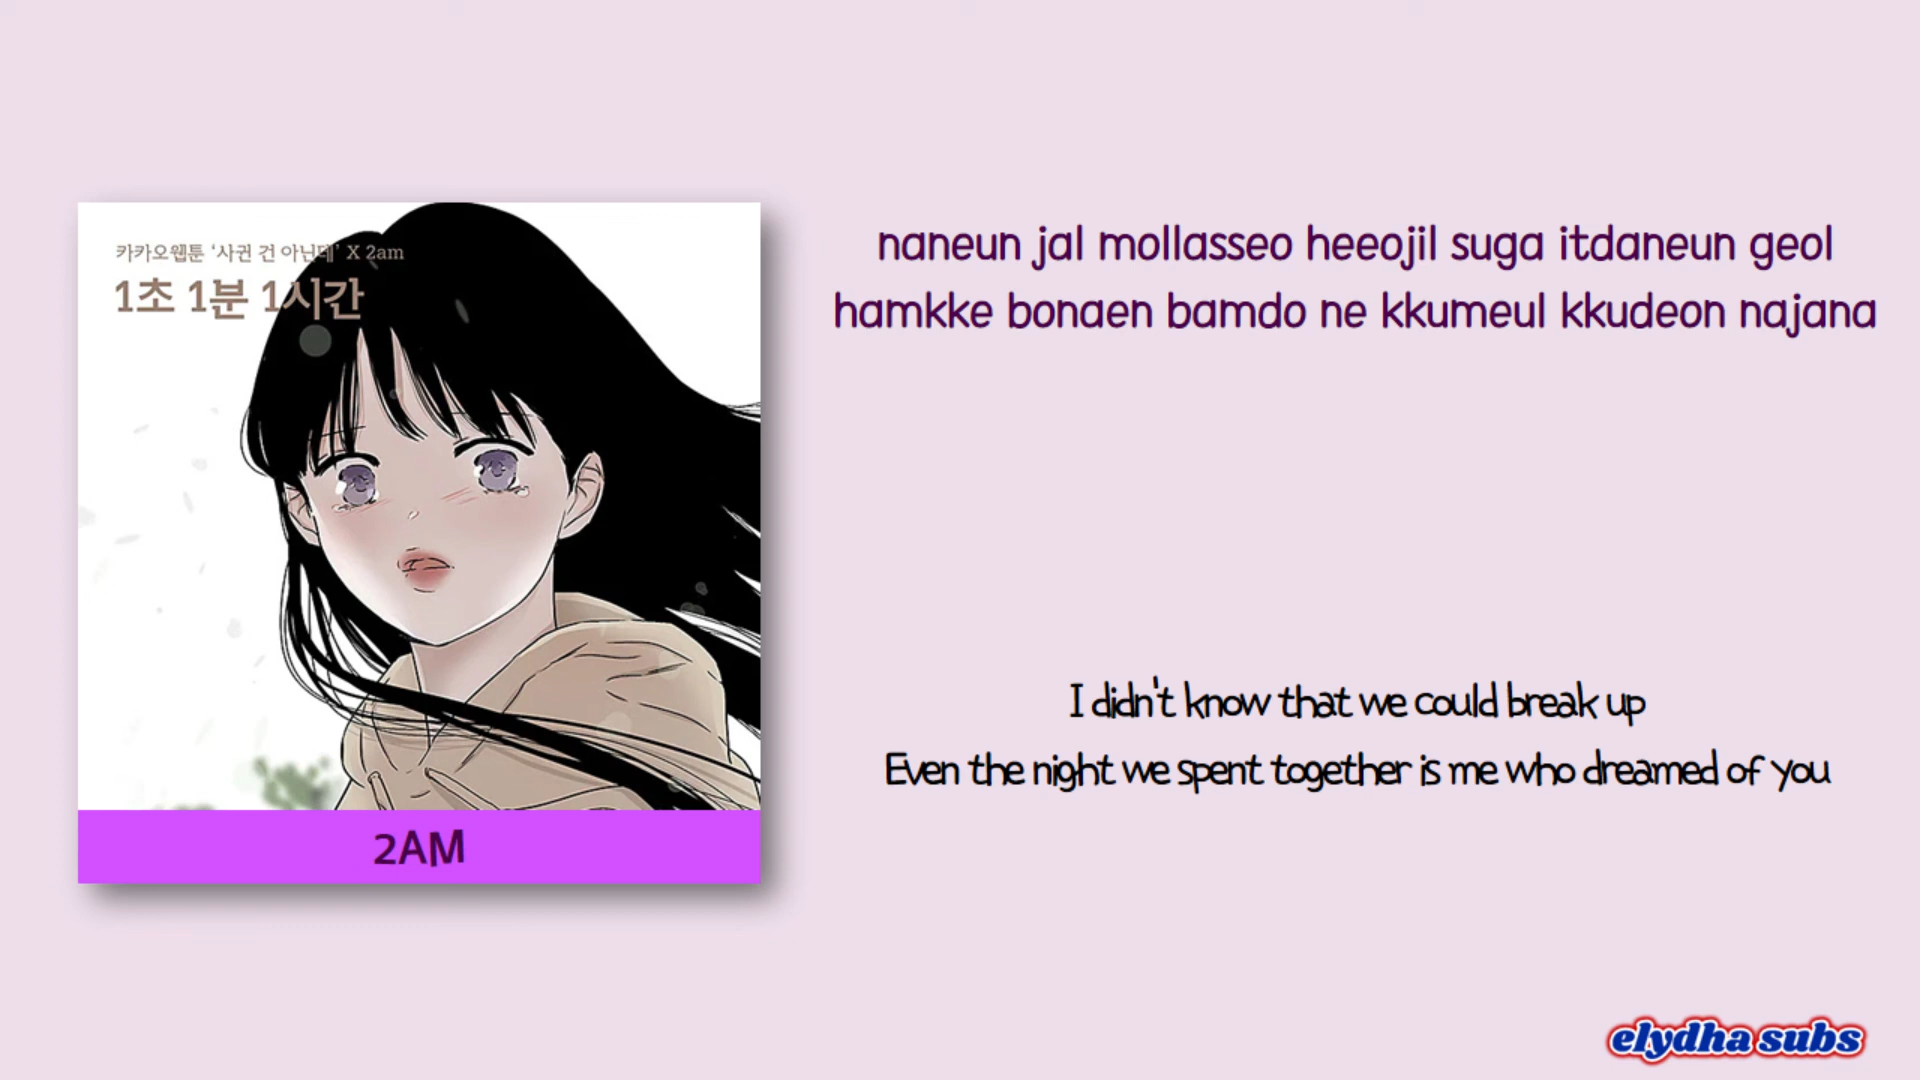 카카오웹툰 ‘사귄 건 아닌데’ X 2am
1초 1분 1시간
2AM
naneun jal mollasseo heeojil suga itdaneun geol
hamkke bonaen bamdo ne kkumeul kkudeon najana
I didn't know that we could break up
Even the night we spent together is me who dreamed of you
elydha subs